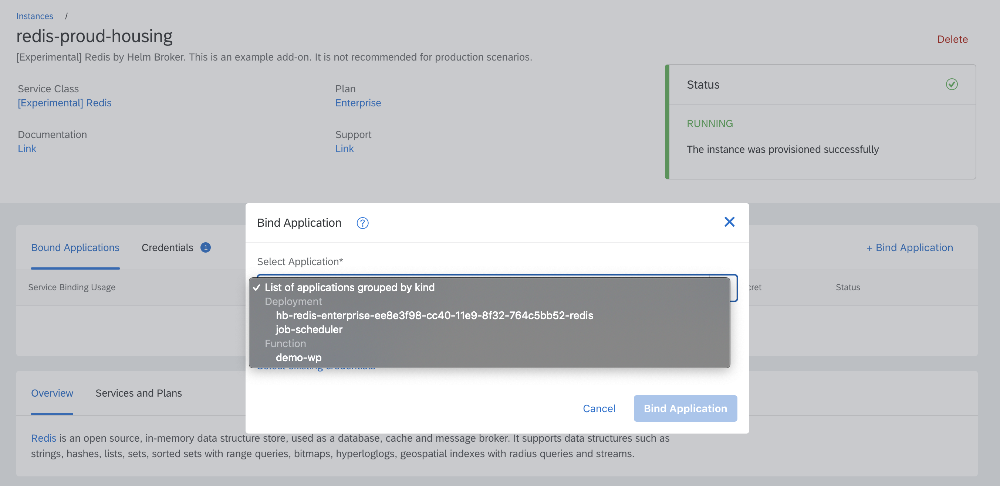 Instances /
redis-proud-housing
Delete
[Experimental] Redis by Helm Broker. This is an example add-on. It is not recommended for production scenarios.
Service Class
[Experimental] Redis
Plan
Enterprise
Documentation
Link
Support
Link
Status
RUNNING
The instance was provisioned successfully
Bind Application ?
Bound Applications
Credentials 1
+ Bind Application
Select Application*
Service Binding Usage
cret
Status
✓ List of applications grouped by kind
Deployment
hb-redis-enterprise-ee8e3f98-cc40-11e9-8f32-764c5bb52-redis
job-scheduler
Function
demo-wp
Select existing credentials
Cancel
Bind Application
Overview
Services and Plans
Redis is an open source, in-memory data structure store, used as a database, cache and message broker. It supports data structures such as
strings, hashes, lists, sets, sorted sets with range queries, bitmaps, hyperloglogs, geospatial indexes with radius queries and streams.